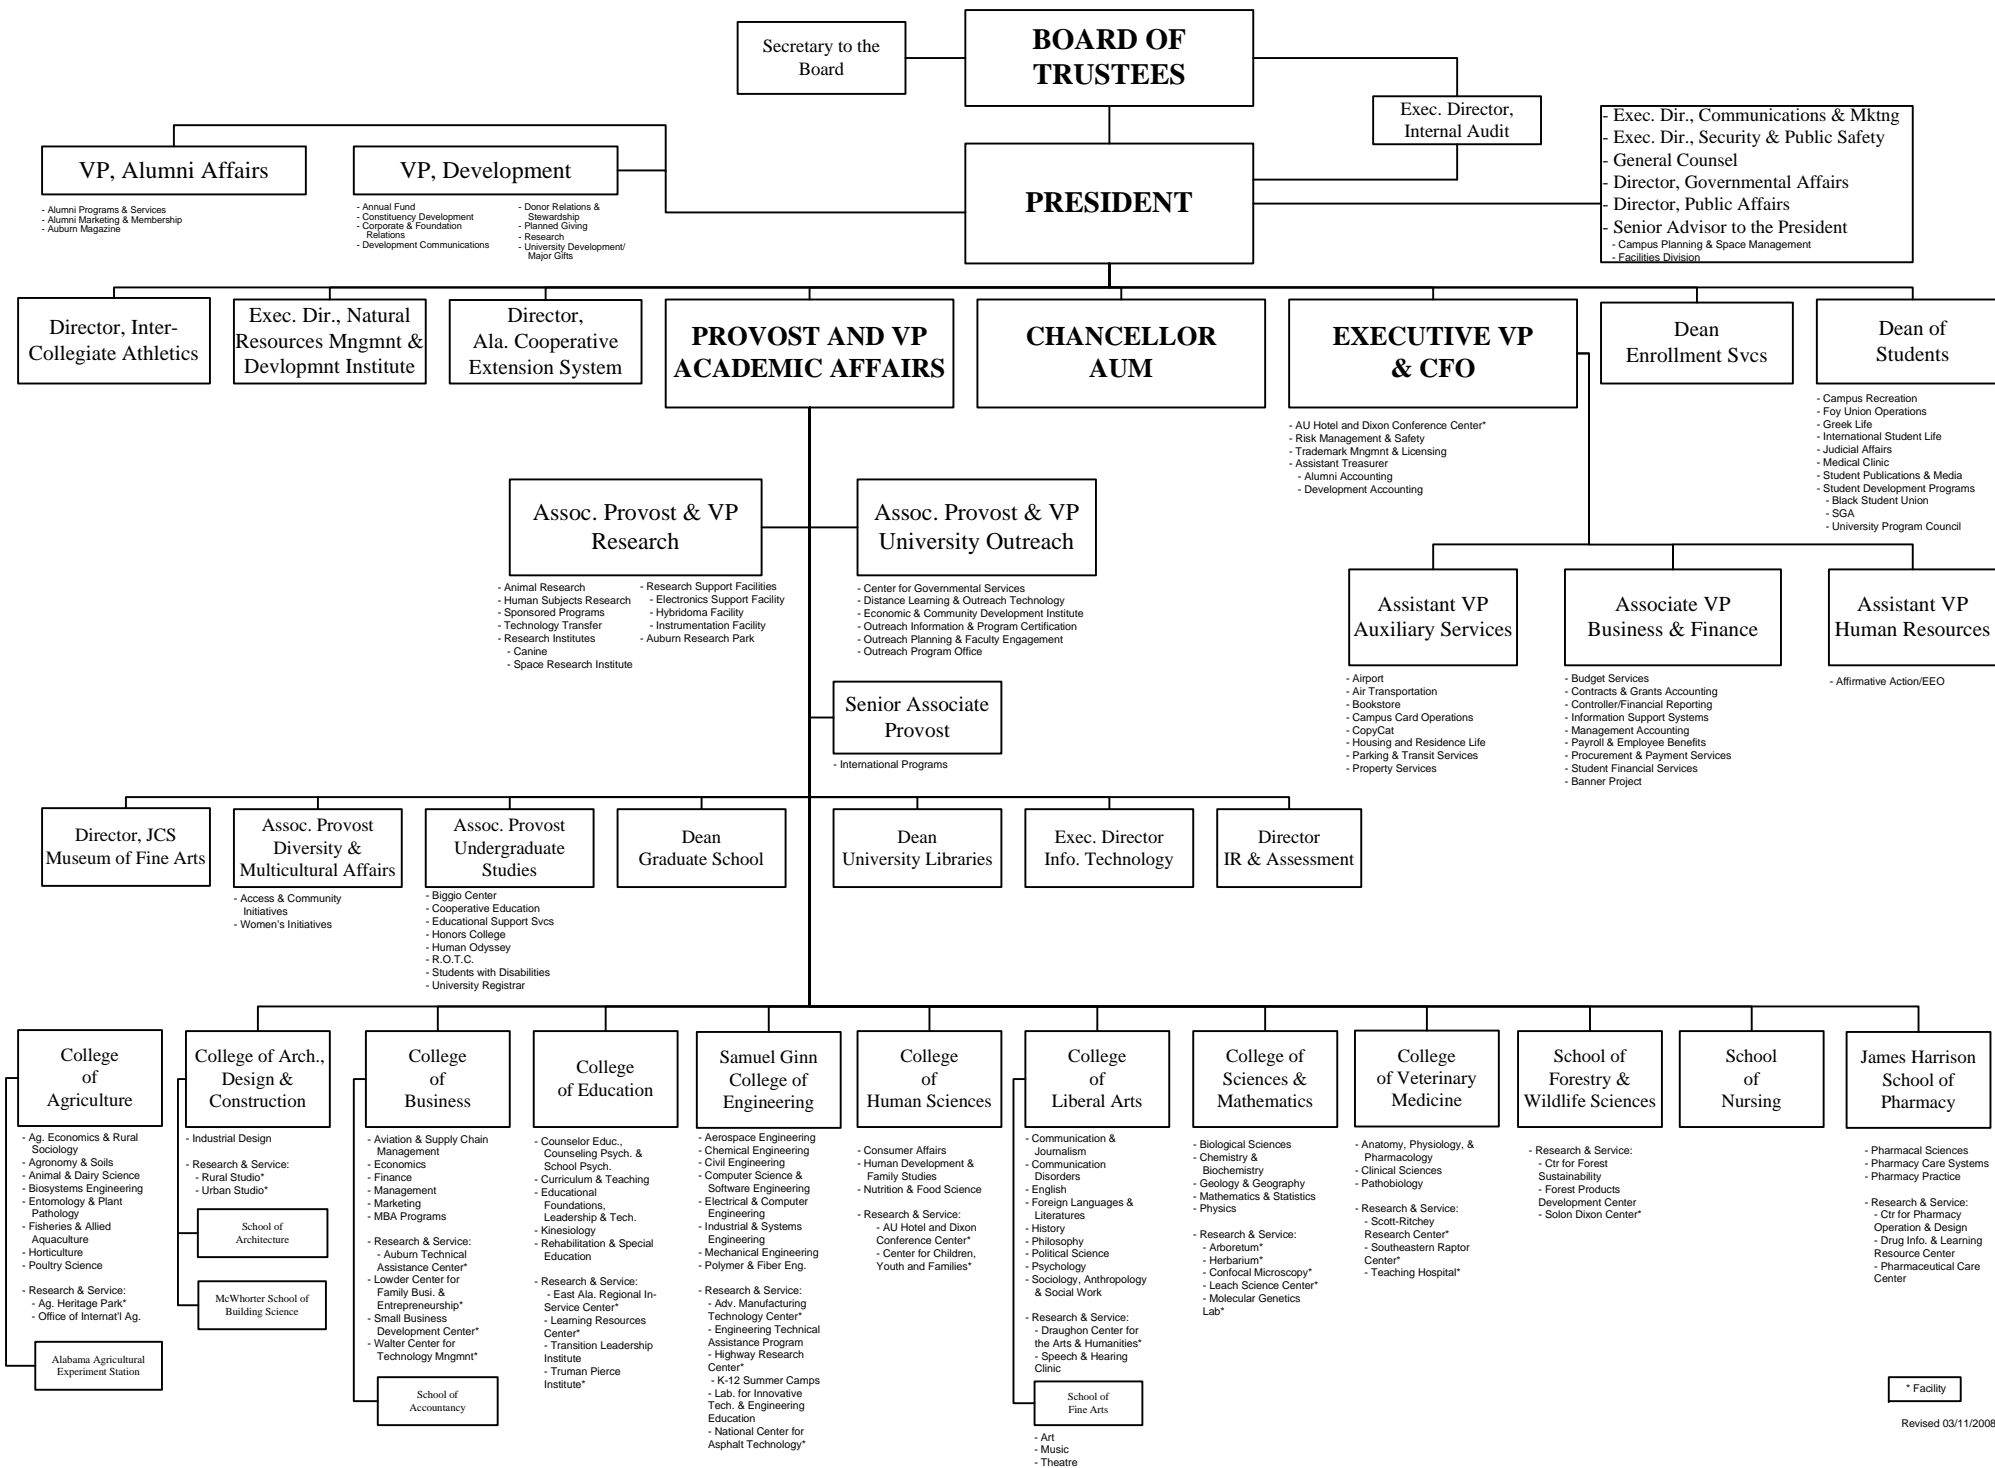 Secretary to the
Board
BOARD OF
TRUSTEES
Exec. Director,
Internal Audit
- Exec. Dir., Communications & Mktng
- Exec. Dir., Security & Public Safety
- General Counsel
- Director, Governmental Affairs
- Director, Public Affairs
- Senior Advisor to the President
- Campus Planning & Space Management
- Facilities Division
VP, Alumni Affairs
- Alumni Programs & Services
- Alumni Marketing & Membership
- Auburn Magazine
VP, Development
- Annual Fund
- Constituency Development
- Corporate & Foundation
Relations
- Development Communications
- Donor Relations &
Stewardship
- Planned Giving
- Research
- University Development/
Major Gifts
PRESIDENT
Director, Inter-
Collegiate Athletics
Exec. Dir., Natural
Resources Mngmnt &
Devlopmnt Institute
Director,
Ala. Cooperative
Extension System
PROVOST AND VP
ACADEMIC AFFAIRS
CHANCELLOR
AUM
EXECUTIVE VP
& CFO
- AU Hotel and Dixon Conference Center*
- Risk Management & Safety
- Trademark Mngmnt & Licensing
- Assistant Treasurer
- Alumni Accounting
- Development Accounting
Dean
Enrollment Svcs
Dean of
Students
- Campus Recreation
- Foy Union Operations
- Greek Life
- International Student Life
- Judicial Affairs
- Medical Clinic
- Student Publications & Media
- Student Development Programs
- Black Student Union
- SGA
- University Program Council
Assoc. Provost & VP
Research
- Animal Research
- Human Subjects Research
- Sponsored Programs
- Technology Transfer
- Research Institutes
- Canine
- Space Research Institute
- Research Support Facilities
- Electronics Support Facility
- Hybridoma Facility
- Instrumentation Facility
- Auburn Research Park
Assoc. Provost & VP
University Outreach
- Center for Governmental Services
- Distance Learning & Outreach Technology
- Economic & Community Development Institute
- Outreach Information & Program Certification
- Outreach Planning & Faculty Engagement
- Outreach Program Office
Assistant VP
Auxiliary Services
- Airport
- Air Transportation
- Bookstore
- Campus Card Operations
- CopyCat
- Housing and Residence Life
- Parking & Transit Services
- Property Services
Associate VP
Business & Finance
- Budget Services
- Contracts & Grants Accounting
- Controller/Financial Reporting
- Information Support Systems
- Management Accounting
- Payroll & Employee Benefits
- Procurement & Payment Services
- Student Financial Services
- Banner Project
Assistant VP
Human Resources
- Affirmative Action/EEO
Senior Associate
Provost
- International Programs
Director, JCS
Museum of Fine Arts
Assoc. Provost
Diversity &
Multicultural Affairs
- Access & Community
Initiatives
- Women's Initiatives
Assoc. Provost
Undergraduate
Studies
- Biggio Center
- Cooperative Education
- Educational Support Svcs
- Honors College
- Human Odyssey
- R.O.T.C.
- Students with Disabilities
- University Registrar
Dean
Graduate School
Dean
University Libraries
Exec. Director
Info. Technology
Director
IR & Assessment
College
of
Agriculture
- Ag. Economics & Rural
Sociology
- Agronomy & Soils
- Animal & Dairy Science
- Biosystems Engineering
- Entomology & Plant
Pathology
- Fisheries & Allied
Aquaculture
- Horticulture
- Poultry Science
- Research & Service:
- Ag. Heritage Park*
- Office of Internat'l Ag.
Alabama Agricultural
Experiment Station
College of Arch.,
Design &
Construction
- Industrial Design
- Research & Service:
- Rural Studio*
- Urban Studio*
School of
Architecture
McWhorter School of
Building Science
College
of
Business
- Aviation & Supply Chain
Management
- Economics
- Finance
- Management
- Marketing
- MBA Programs
- Research & Service:
- Auburn Technical
Assistance Center*
- Lowder Center for
Family Busi. &
Entrepreneurship*
- Small Business
Development Center*
- Walter Center for
Technology Mngmnt*
School of
Accountancy
College
of Education
- Counselor Educ.,
Counseling Psych. &
School Psych.
- Curriculum & Teaching
- Educational
Foundations,
Leadership & Tech.
- Kinesiology
- Rehabilitation & Special
Education
- Research & Service:
- East Ala. Regional In-
Service Center*
- Learning Resources
Center*
- Transition Leadership
Institute
- Truman Pierce
Institute*
Samuel Ginn
College of
Engineering
- Aerospace Engineering
- Chemical Engineering
- Civil Engineering
- Computer Science &
Software Engineering
- Electrical & Computer
Engineering
- Industrial & Systems
Engineering
- Mechanical Engineering
- Polymer & Fiber Eng.
- Research & Service:
- Adv. Manufacturing
Technology Center*
- Engineering Technical
Assistance Program
- Highway Research
Center*
- K-12 Summer Camps
- Lab. for Innovative
Tech. & Engineering
Education
- National Center for
Asphalt Technology*
College
of
Human Sciences
- Consumer Affairs
- Human Development &
Family Studies
- Nutrition & Food Science
- Research & Service:
- AU Hotel and Dixon
Conference Center*
- Center for Children,
Youth and Families*
College
of
Liberal Arts
- Communication &
Journalism
- Communication
Disorders
- English
- Foreign Languages &
Literatures
- History
- Philosophy
- Political Science
- Psychology
- Sociology, Anthropology
& Social Work
- Research & Service:
- Draughon Center for
the Arts & Humanities*
- Speech & Hearing
Clinic
School of
Fine Arts
- Art
- Music
- Theatre
College of
Sciences &
Mathematics
- Biological Sciences
- Chemistry &
Biochemistry
- Geology & Geography
- Mathematics & Statistics
- Physics
- Research & Service:
- Arboretum*
- Herbarium*
- Confocal Microscopy*
- Leach Science Center*
- Molecular Genetics
Lab*
College
of Veterinary
Medicine
- Anatomy, Physiology, &
Pharmacology
- Clinical Sciences
- Pathobiology
- Research & Service:
- Scott-Ritchey
Research Center*
- Southeastern Raptor
Center*
- Teaching Hospital*
School of
Forestry &
Wildlife Sciences
- Research & Service:
- Ctr for Forest
Sustainability
- Forest Products
Development Center
- Solon Dixon Center*
School
of
Nursing
James Harrison
School of
Pharmacy
- Pharmacal Sciences
- Pharmacy Care Systems
- Pharmacy Practice
- Research & Service:
- Ctr for Pharmacy
Operation & Design
- Drug Info. & Learning
Resource Center
- Pharmaceutical Care
Center
* Facility
Revised 03/11/2008